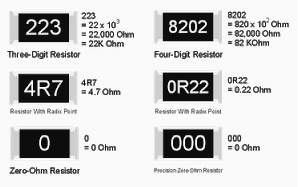 223
223
= 22 x 10³
= 22,000 Ohm
= 22K Ohm
Three-Digit Resistor
8202
8202
= 820 x 10² Ohm
= 82,000 Ohm
= 82 KOhm
Four-Digit Resistor
4R7
4R7
= 4.7 Ohm
Resistor With Radix Point
0R22
0R22
= 0.22 Ohm
Resistor With Radix Point
0
0
= 0 Ohm
Zero-Ohm Resistor
000
000
= 0 Ohm
Precision Zero-Ohm Resistor